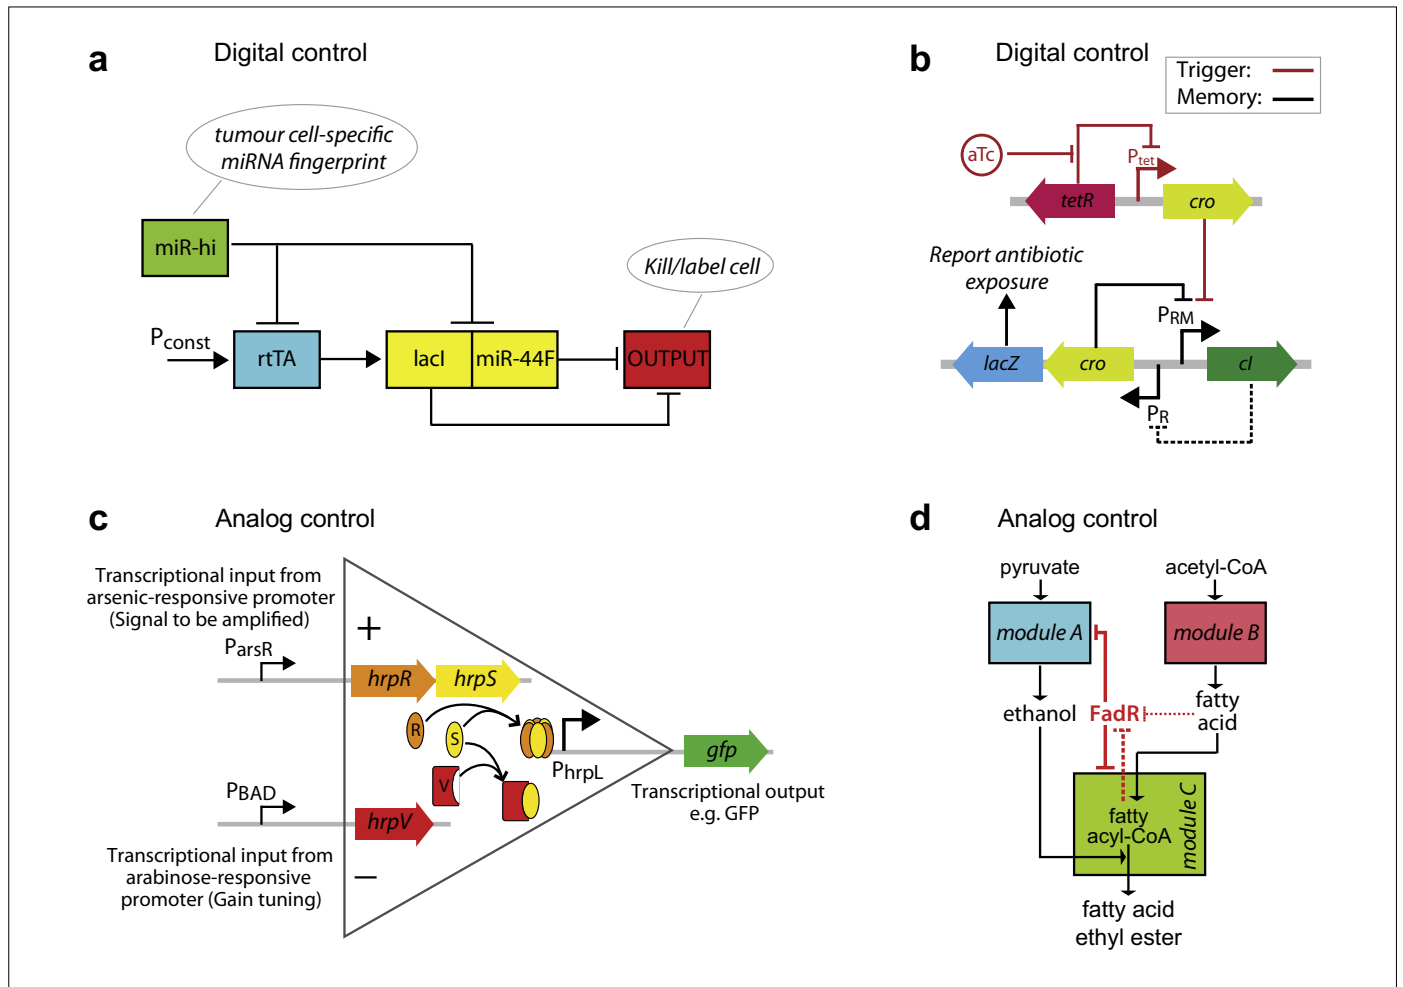 a
Digital control
tumour cell-specific
miRNA fingerprint
miR-hi
Kill/label cell
Pconst
rtTA
lacI
miR-44F
OUTPUT
b
Digital control
Trigger:
Memory:
aTc
Ptet
tetR
cro
Report antibiotic
exposure
PRM
lacZ
cro
cI
PR
c
Analog control
Transcriptional input from
arsenic-responsive promoter
(Signal to be amplified)
+
ParsR
hrpR
hrpS
R
S
V
PhrpL
gfp
Transcriptional output
e.g. GFP
PBAD
hrpV
Transcriptional input from
arabinose-responsive
promoter (Gain tuning)
–
d
Analog control
pyruvate
acetyl-CoA
module A
module B
ethanol
FadR
fatty
acid
fatty
acyl-CoA
module C
fatty acid
ethyl ester